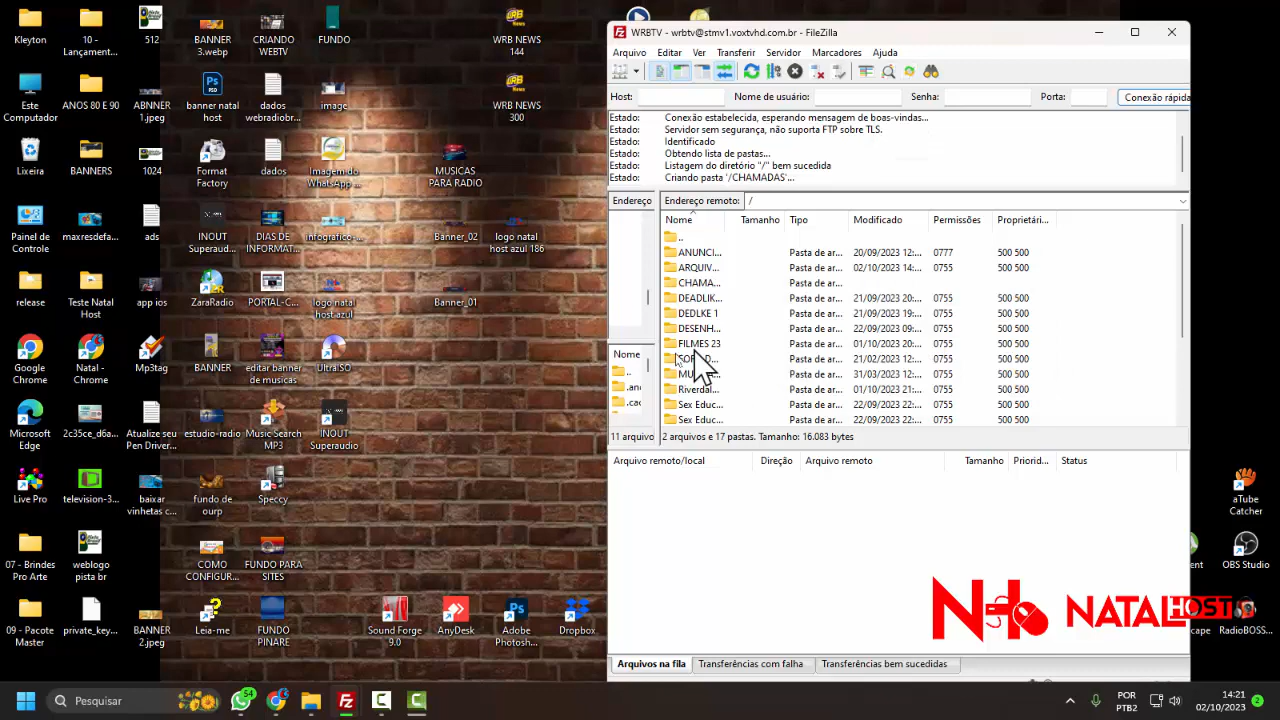 Kleyton
10 -
Lançamen...
512
BANNER
3.webp
CRIANDO
WEBTV
FUNDO
WRB NEWS
144
Este
Computador
ANOS 80 E 90
ABNNER
1.jpeg
banner natal
host
dados
webradiobr...
image
WRB NEWS
300
Lixeira
BANNERS
1024
Format
Factory
dados
Imagem do
WhatsApp ...
MUSICAS
PARA RADIO
Painel de
Controle
maxresdefa...
ads
INOUT
Superaud...
DIAS DE
INFORMAT...
infografico-...
Banner_02
logo natal
host azul 186
release
Teste Natal
Host
app ios
ZaraRadio
PORTAL-C...
logo natal
host azul
Banner_01
Google
Chrome
Natal -
Chrome
Mp3tag
BANNER
editar banner
de musicas
UltraISO
Microsoft
Edge
2c35ce_d6a...
Atualize seu
Pen Driver...
estudio-radio
Music Search
MP3
INOUT
Superaudio
Live Pro
television-3...
baixar
vinhetas c...
fundo de
ourp
Speccy
07 - Brindes
Pro Arte
weblogo
pista br
COMO
CONFIGUR...
FUNDO PARA
SITES
09 - Pacote
Master
private_key...
BANNER
2.jpeg
Leia-me
FUNDO
PINARE
Sound Forge
9.0
AnyDesk
Adobe
Photosh...
Dropbox
WRBTV - wrbtv@stmv1.voxtvhd.com.br - FileZilla
Arquivo Editar Ver Transferir Servidor Marcadores Ajuda
Host: Nome de usuário: Senha: Porta: Conexão rápida
Estado: Conexão estabelecida, esperando mensagem de boas-vindas...
Estado: Servidor sem segurança, não suporta FTP sobre TLS.
Estado: Identificado
Estado: Obtendo lista de pastas...
Estado: Listagem do diretório "/" bem sucedida
Estado: Criando pasta '/CHAMADAS'...
Endereço Endereço remoto: /
Nome Tamanho Tipo Modificado Permissões Proprietári...
..
ANUNCI... Pasta de ar... 20/09/2023 12:... 0777 500 500
ARQUIV... Pasta de ar... 02/10/2023 14:... 0755 500 500
CHAMA... Pasta de ar...
DEADLIK... Pasta de ar... 21/09/2023 20:... 0755 500 500
DEDLKE 1 Pasta de ar... 21/09/2023 19:... 0755 500 500
DESENH... Pasta de ar... 22/09/2023 09:... 0755 500 500
FILMES 23 Pasta de ar... 01/10/2023 20:... 0755 500 500
Pasta de ar... 21/02/2023 12:... 0755 500 500
Pasta de ar... 31/03/2023 12:... 0755 500 500
Riverdal... Pasta de ar... 01/10/2023 21:... 0755 500 500
Sex Educ... Pasta de ar... 22/09/2023 22:... 0755 500 500
Sex Educ... Pasta de ar... 22/09/2023 22:... 0755 500 500
Nome
..
11 arquivo
2 arquivos e 17 pastas. Tamanho: 16.083 bytes
Arquivo remoto/local Direção Arquivo remoto Tamanho Priorid... Status
Arquivos na fila Transferências com falha Transferências bem sucedidas
aTube
Catcher
OBS Studio
RadioBOSS...
NH NATALHOST
Pesquisar
54
POR
PTB2
14:21
02/10/2023
2